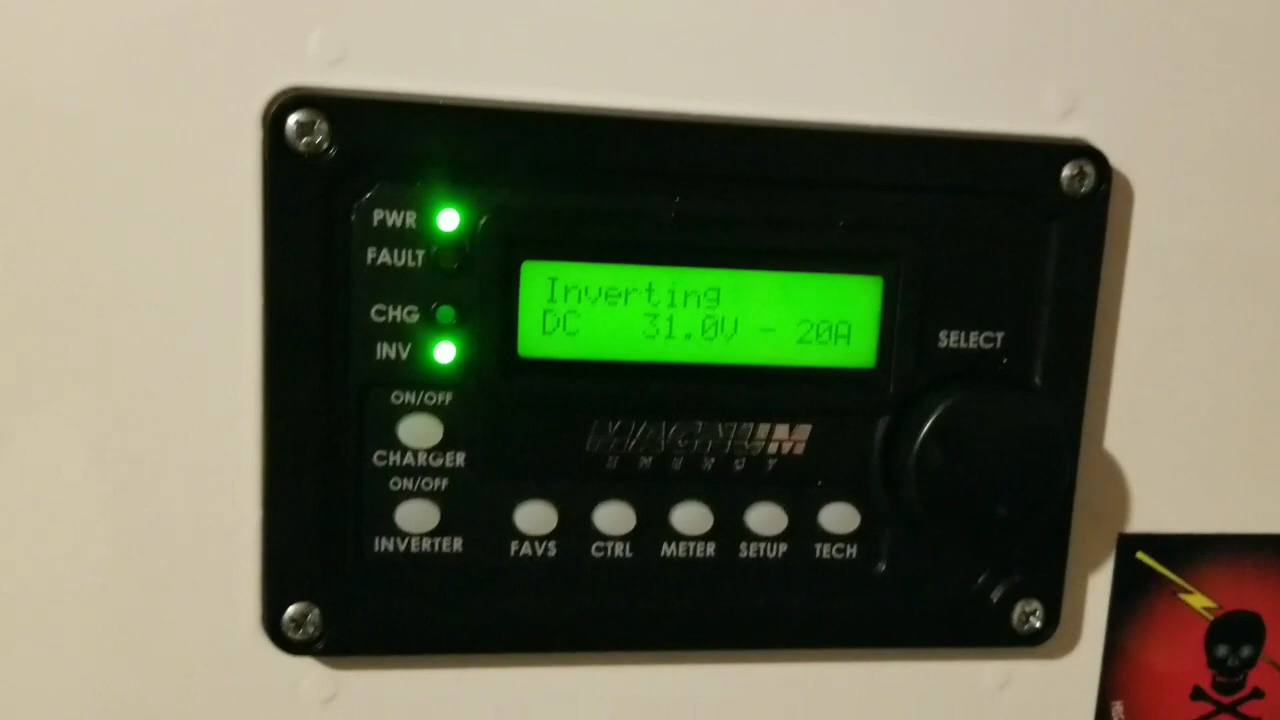 PWR
FAULT
CHG
INV
Inverting
DC 31.0V - 20A
SELECT
ON/OFF
CHARGER
ON/OFF
INVERTER
MAGNUM
ENERGY
FAVS CTRL METER SETUP TECH